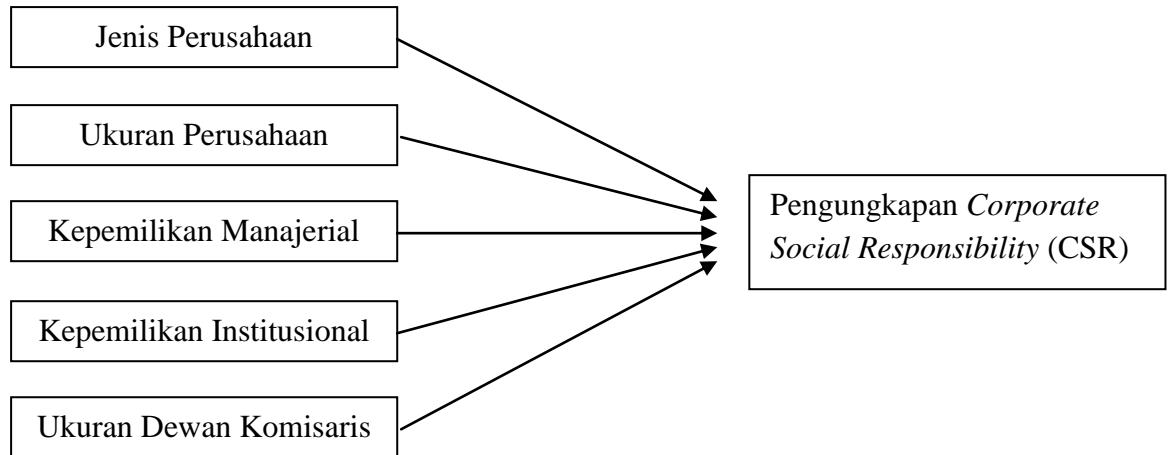 Jenis Perusahaan
Ukuran Perusahaan
Kepemilikan Manajerial
Kepemilikan Institusional
Ukuran Dewan Komisaris
Pengungkapan Corporate
Social Responsibility (CSR)